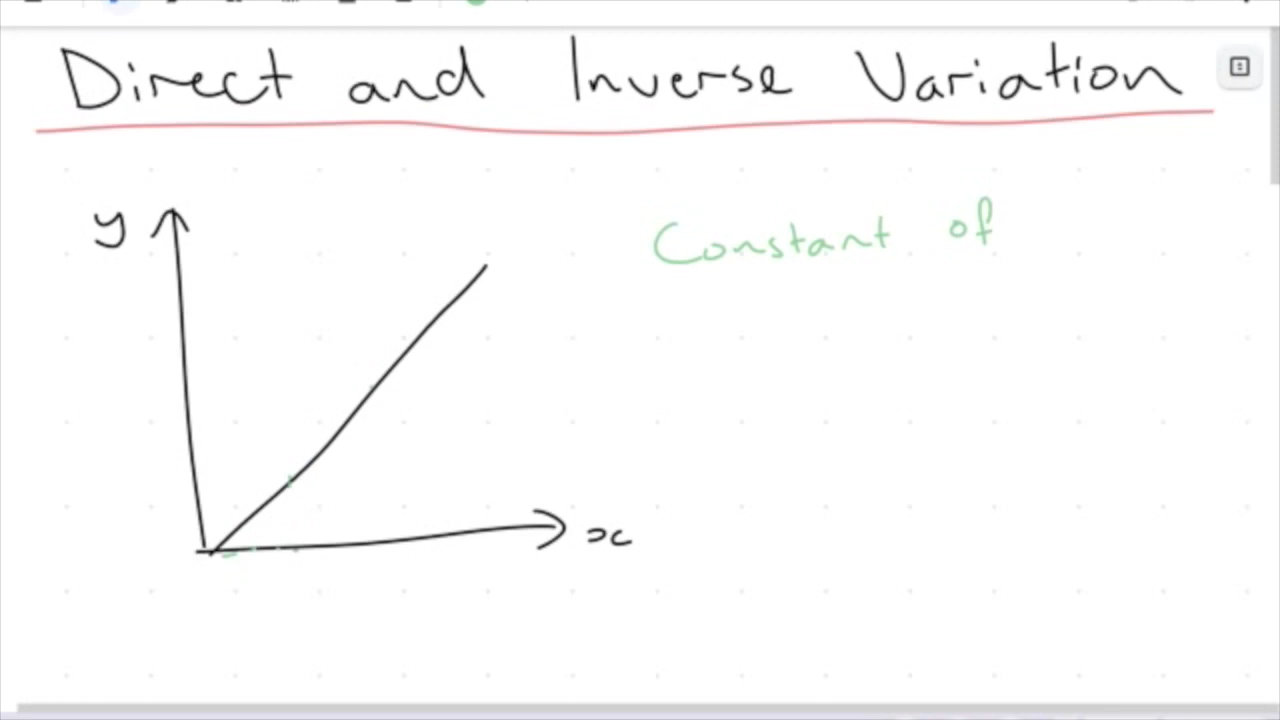 Direct and Inverse Variation
y
Constant of
x